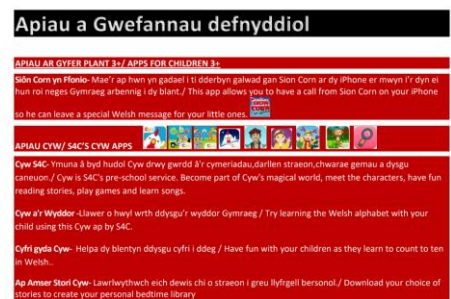 Apiau a Gwefannau defnyddiol
APIAU AR GYFER PLANT 3+/ APPS FOR CHILDREN 3+
Siôn Corn yn Ffonio- Mae'r ap hwn yn gadael i ti dderbyn galwad gan Sion Corn ar dy iPhone er mwyn I'r dyn ei
hun roi neges Gymraeg arbennig i dy blant./ This app allows you to have a call from Sion Corn on your iPhone
so he can leave a special Welsh message for your little ones.
APIAU CYW/ S4C'S CYW APPS
Cyw S4C- Ymuna â byd hudol Cyw drwy gwrdd â'r cymeriadau,darllen straeon,chwarae gemau a dysgu
caneuon./ Cyw is S4C's pre-school service. Become part of Cyw's magical world, meet the characters, have fun
reading stories, play games and learn songs.
Cyw a'r Wyddor -Llawer o hwyl wrth ddysgu'r wyddor Gymraeg / Try learning the Welsh alphabet with your
child using this Cyw ap by S4C.
Cyfri gyda Cyw- Helpa dy blentyn ddysgu cyfri i ddeg / Have fun with your children as they learn to count to ten
in Welsh..
Ap Amser Stori Cyw- Lawrlwythwch eich dewis chi o straeon i greu llyfrgell bersonol./ Download your choice of
stories to create your personal bedtime library